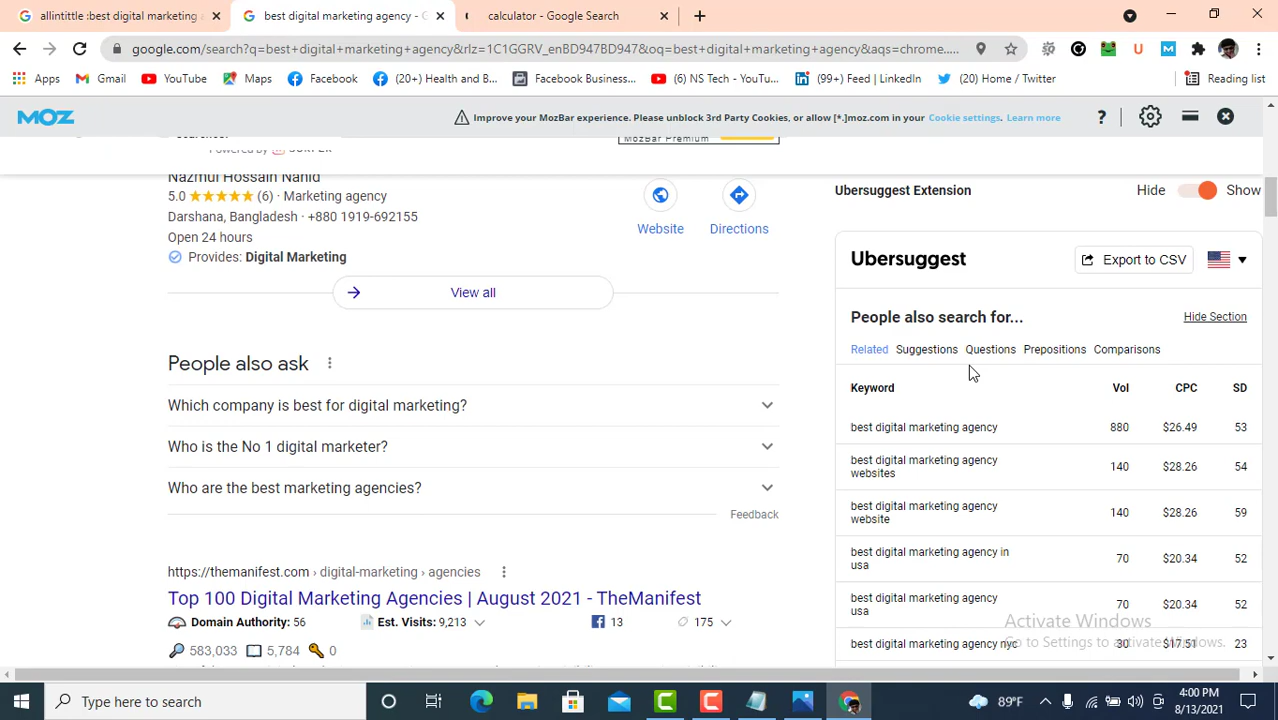 allintittle :best digital marketing
best digital marketing agency - G
calculator - Google Search
google.com/search?q=best+digital+marketing+agency&rlz=1C1GGRV_enBD947BD947&oq=best+digital+marketing+agency&aqs=chrome....
Apps
Gmail
YouTube
Maps
Facebook
(20+) Health and B...
Facebook Business...
(6) NS Tech - YouTu...
(99+) Feed | LinkedIn
(20) Home / Twitter
Reading list
MOZ
Improve your MozBar experience. Please unblock 3rd Party Cookies, or allow [*.]moz.com in your Cookie settings. Learn more
MozBar Premium
Powered by
Nazmul Hossain Nahid
5.0 (6) · Marketing agency
Darshana, Bangladesh · +880 1919-692155
Open 24 hours
Provides: Digital Marketing
Website
Directions
View all
People also ask
Which company is best for digital marketing?
Who is the No 1 digital marketer?
Who are the best marketing agencies?
Feedback
https://themanifest.com › digital-marketing › agencies
Top 100 Digital Marketing Agencies | August 2021 - TheManifest
Domain Authority: 56
Est. Visits: 9,213
13
175
583,033
5,784
0
Ubersuggest Extension
Hide
Show
Ubersuggest
Export to CSV
People also search for...
Hide Section
Related Suggestions Questions Prepositions Comparisons
Keyword Vol CPC SD
best digital marketing agency 880 $26.49 53
best digital marketing agency
websites 140 $28.26 54
best digital marketing agency
website 140 $28.26 59
best digital marketing agency in
usa 70 $20.34 52
best digital marketing agency
usa 70 $20.34 52
best digital marketing agency nyc 30 $17.51 23
Activate Windows
Go to Settings to activate Windows.
Type here to search
89°F
4:00 PM
8/13/2021